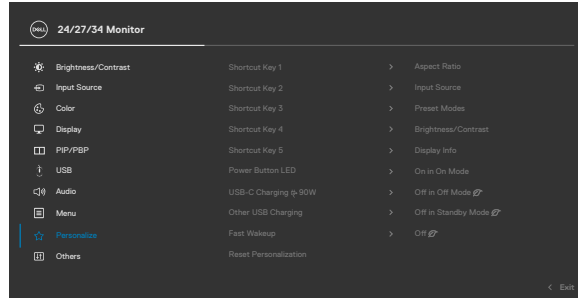 DELL 24/27/34 Monitor
Brightness/Contrast Shortcut Key 1 > Aspect Ratio
Input Source Shortcut Key 2 > Input Source
Color Shortcut Key 3 > Preset Modes
Display Shortcut Key 4 > Brightness/Contrast
PIP/PBP Shortcut Key 5 > Display Info
USB Power Button LED > On in On Mode
Audio USB-C Charging 90W > Off in Off Mode
Menu Other USB Charging > Off in Standby Mode
Personalize Fast Wakeup > Off
Others Reset Personalization
< Exit